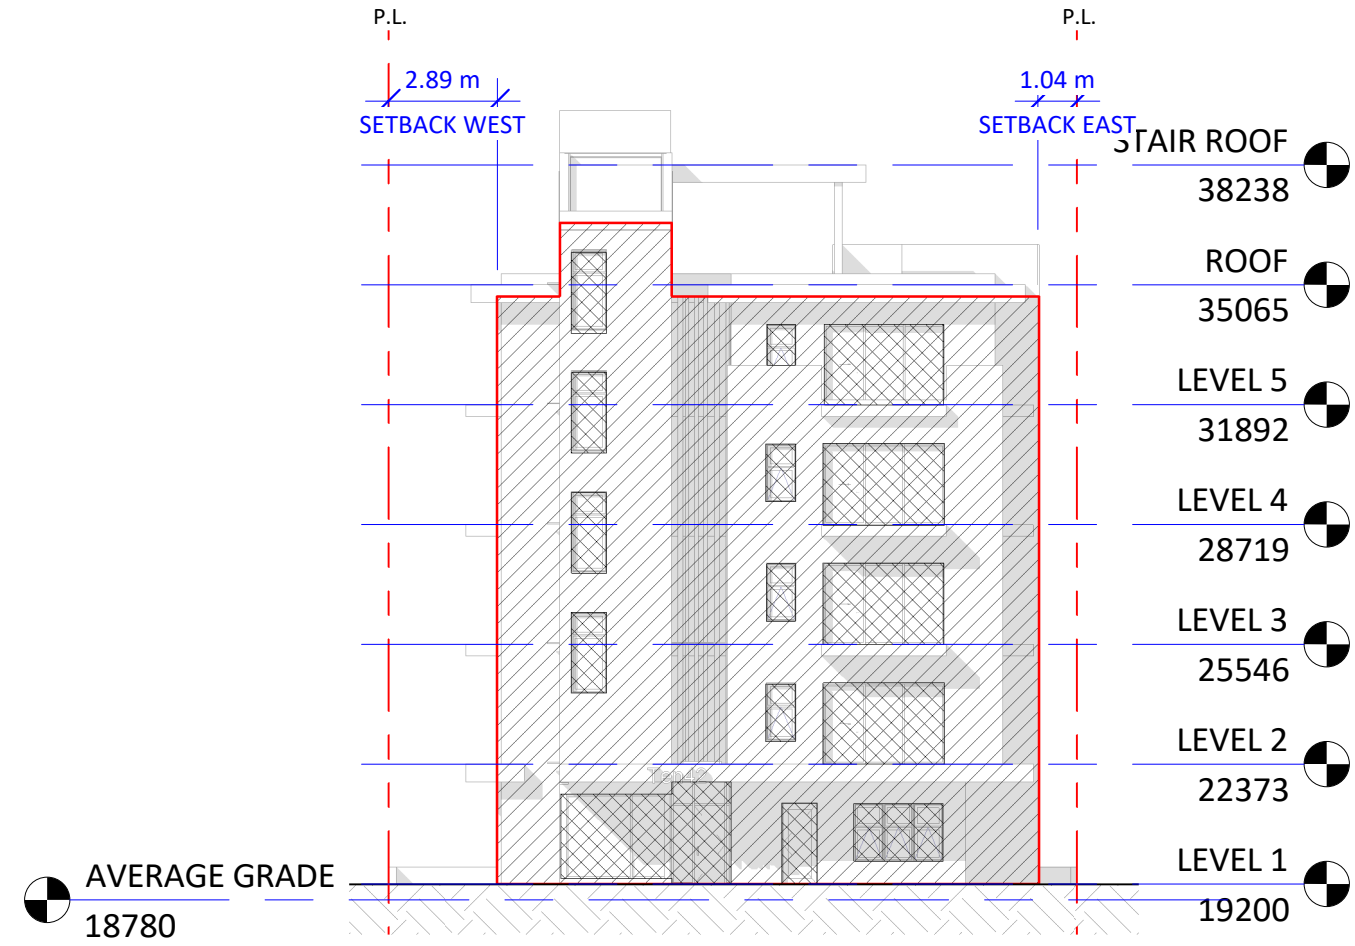 P.L.
P.L.
2.89 m
1.04 m
SETBACK WEST
SETBACK EAST
STAIR ROOF
38238
ROOF
35065
LEVEL 5
31892
LEVEL 4
28719
LEVEL 3
25546
LEVEL 2
22373
LEVEL 1
19200
AVERAGE GRADE
18780